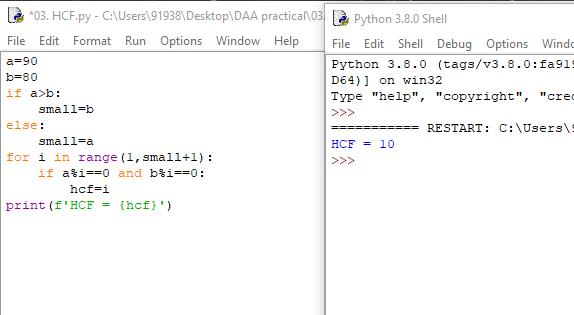 *03. HCF.py - C:\Users\91938\Desktop\DAA practical\03.
File Edit Format Run Options Window Help
a=90
b=80
if a>b:
    small=b
else:
    small=a
for i in range(1,small+1):
    if a%i==0 and b%i==0:
        hcf=i
print(f'HCF = {hcf}')
Python 3.8.0 Shell
File Edit Shell Debug Options Window
Python 3.8.0 (tags/v3.8.0:fa919
D64)] on win32
Type "help", "copyright", "cred
>>>
=========== RESTART: C:\Users\9
HCF = 10
>>>